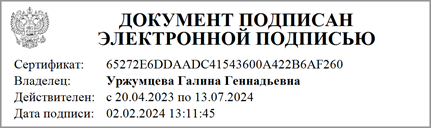 ДОКУМЕНТ ПОДПИСАН
ЭЛЕКТРОННОЙ ПОДПИСЬЮ
Сертификат: 65272E6DDAADC41543600A422B6AF260
Владелец: Уржумцева Галина Геннадьевна
Действителен: с 20.04.2023 по 13.07.2024
Дата подписи: 02.02.2024 13:11:45